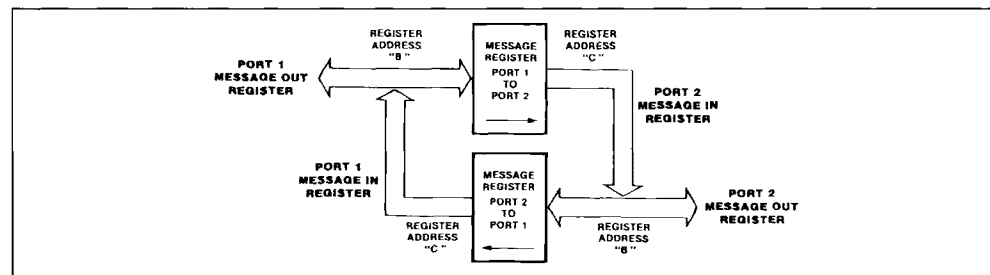 REGISTER
ADDRESS
"B"
PORT 1
MESSAGE OUT
REGISTER
MESSAGE
REGISTER
PORT 1
TO
PORT 2
REGISTER
ADDRESS
"C"
PORT 2
MESSAGE IN
REGISTER
PORT 1
MESSAGE IN
REGISTER
MESSAGE
REGISTER
PORT 2
TO
PORT 1
REGISTER
ADDRESS
"C"
REGISTER
ADDRESS
"B"
PORT 2
MESSAGE OUT
REGISTER